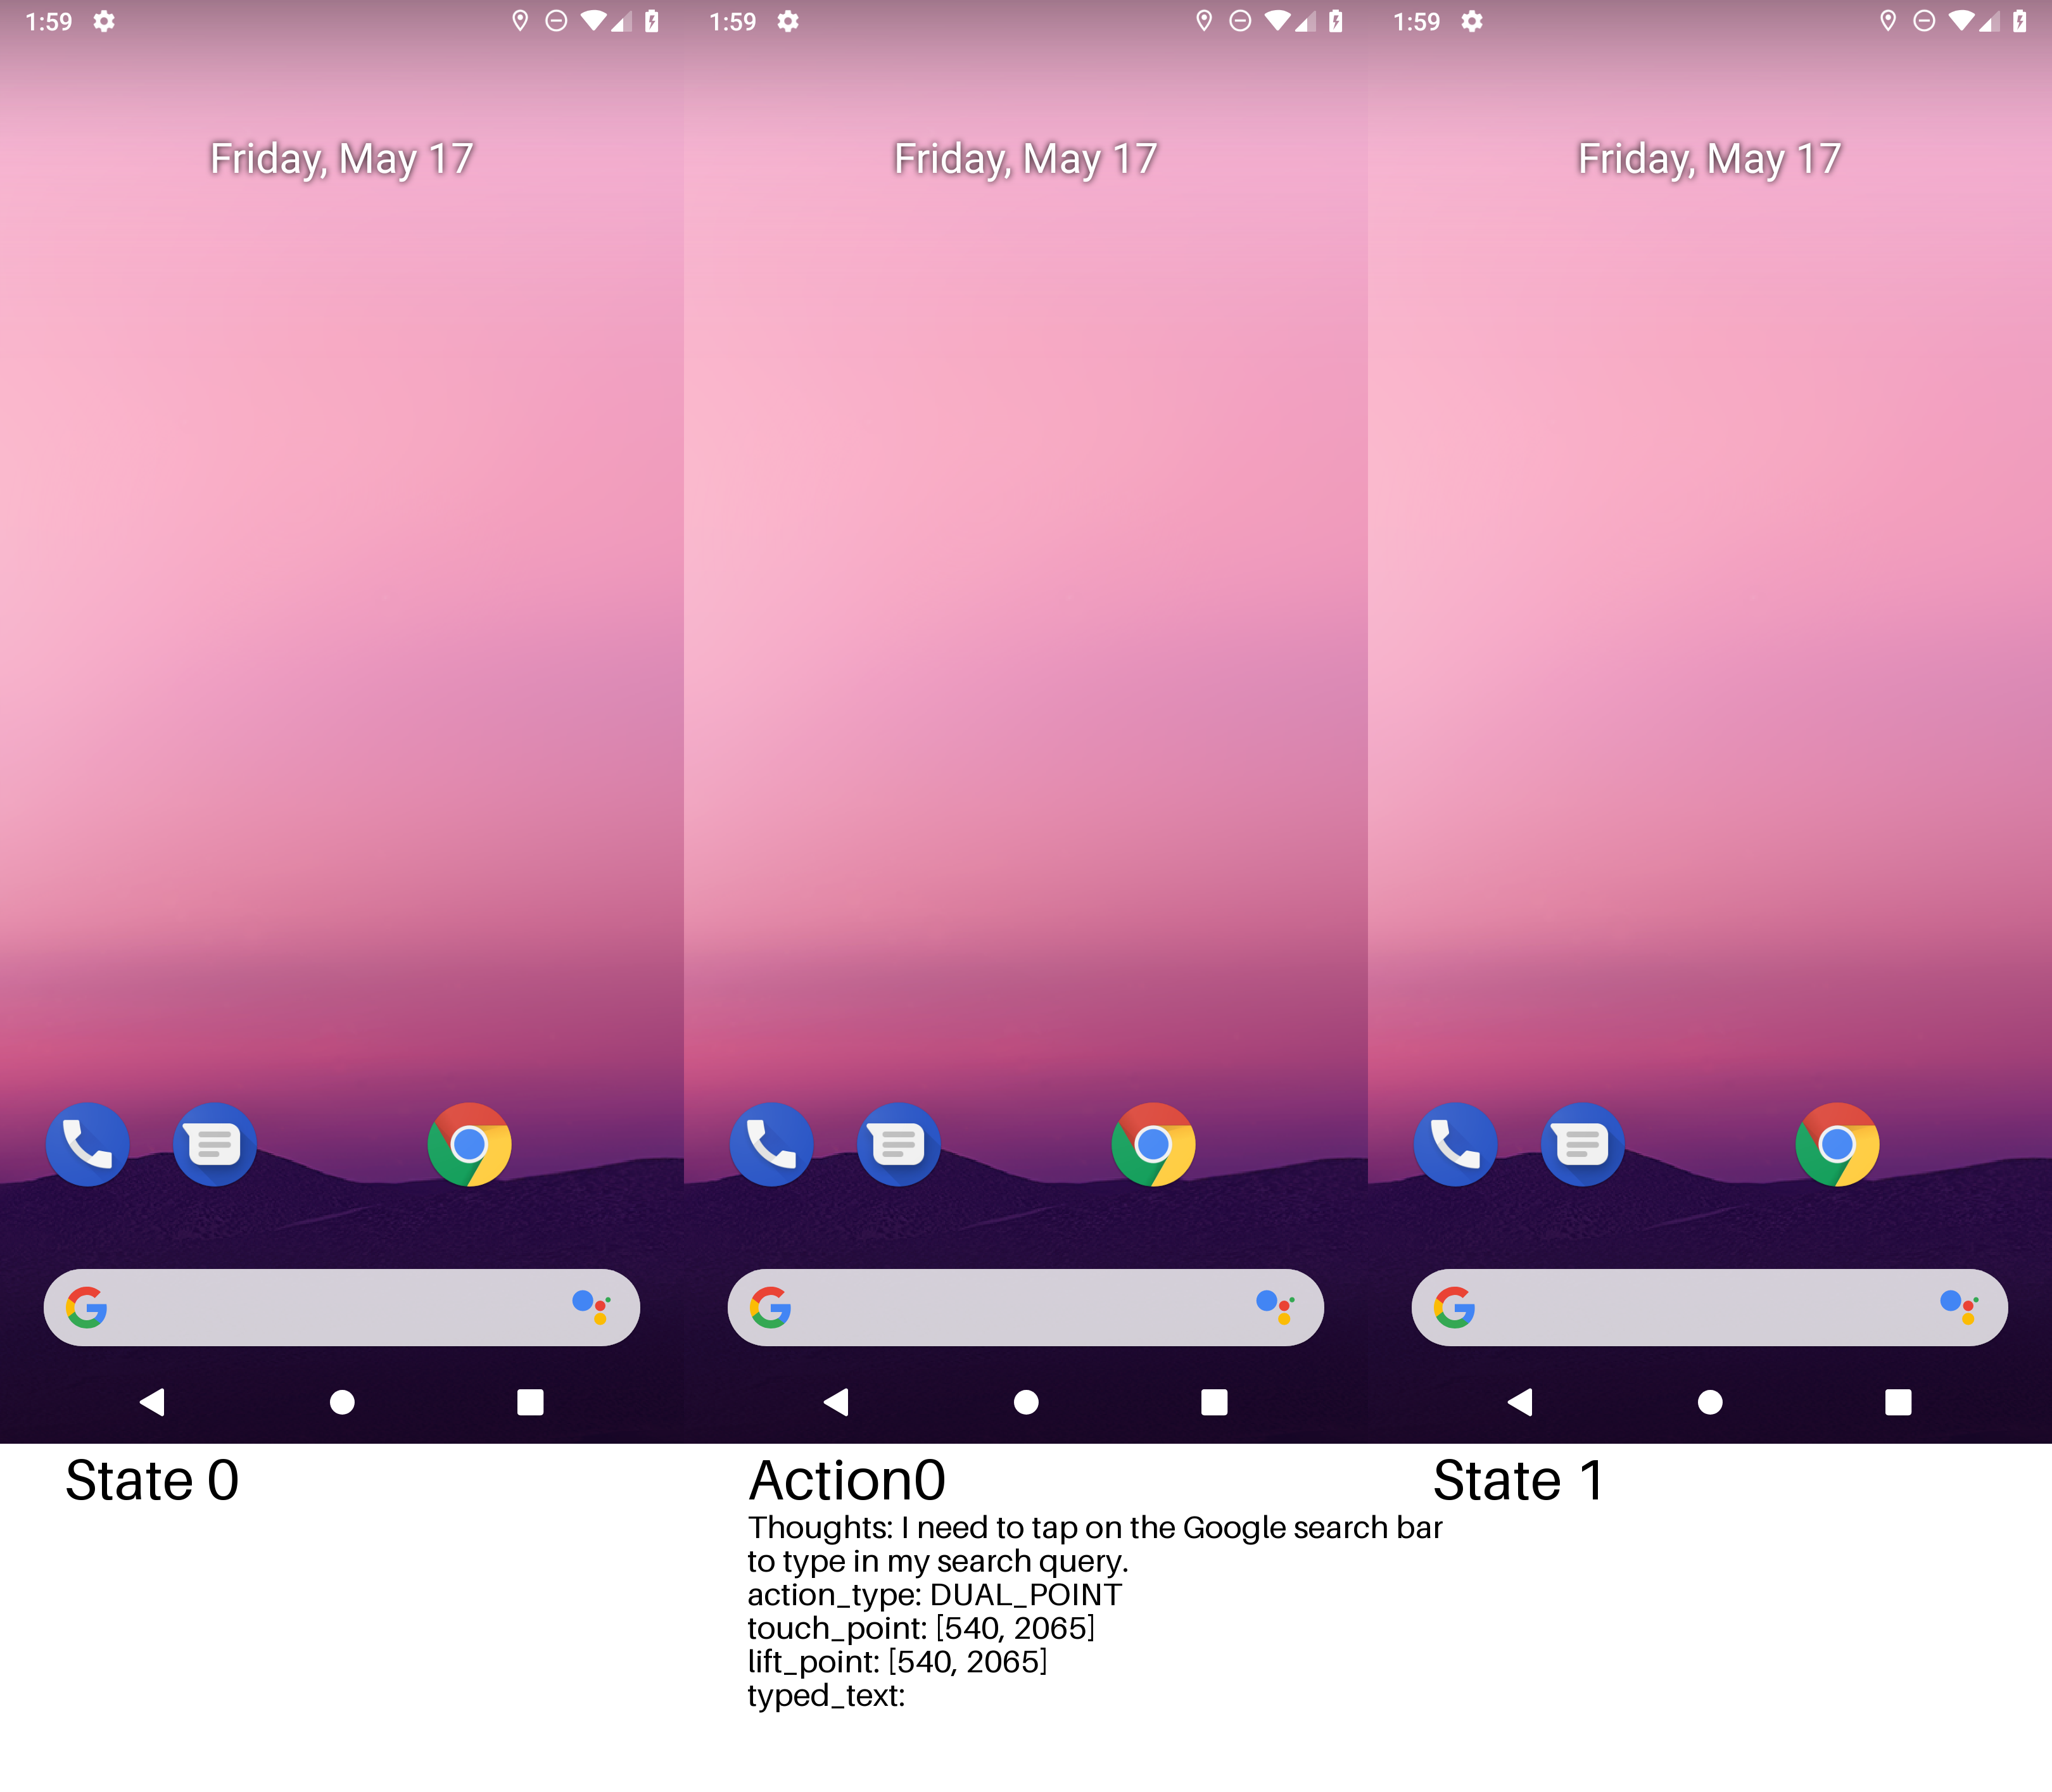 1:59
Friday, May 17
1:59
Friday, May 17
1:59
Friday, May 17
State 0
Action0
Thoughts: I need to tap on the Google search bar
to type in my search query.
action_type: DUAL_POINT
touch_point: [540, 2065]
lift_point: [540, 2065]
typed_text:
State 1